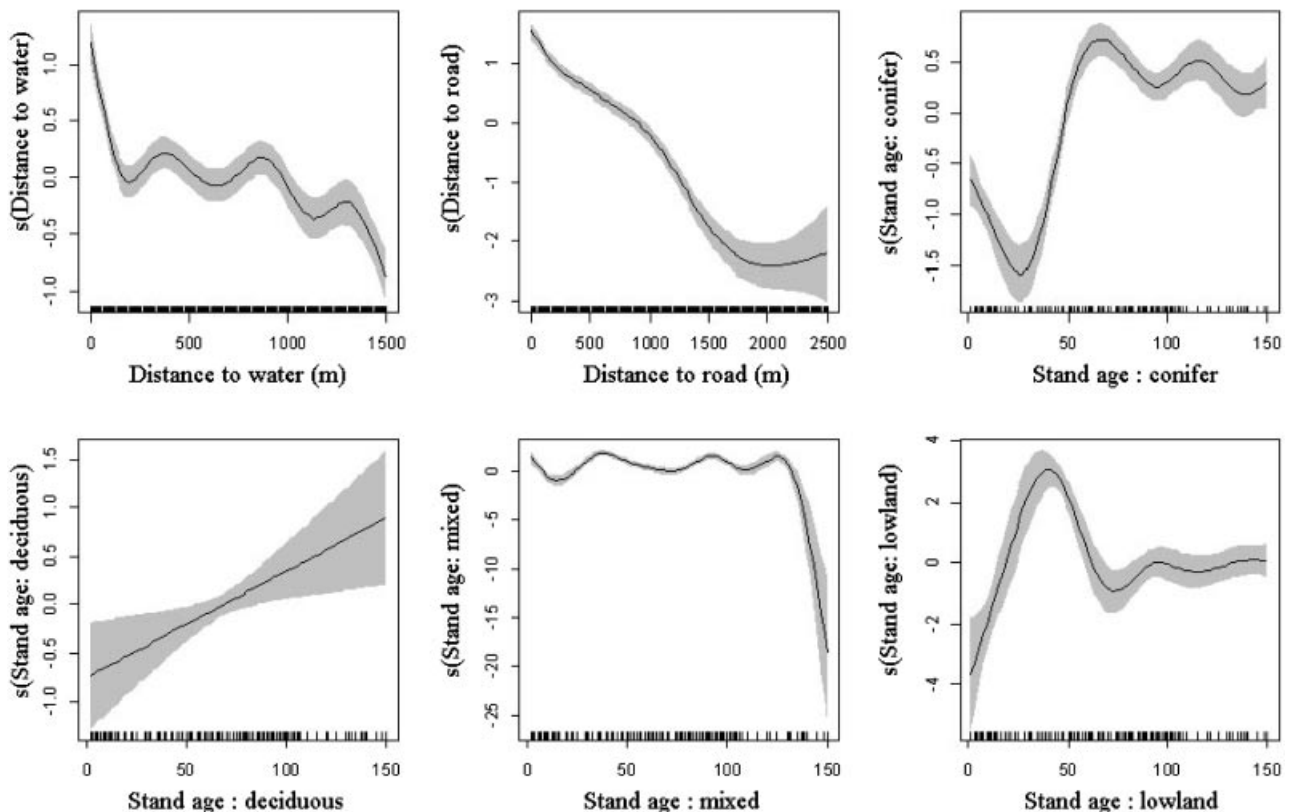 s(Distance to water)
1.0
0.5
0.0
-0.5
-1.0
0 500 1000 1500
Distance to water (m)
s(Distance to road)
1
0
-1
-2
-3
0 500 1000 1500 2000 2500
Distance to road (m)
s(Stand age: conifer)
0.5
0.0
-0.5
-1.0
-1.5
0 50 100 150
Stand age : conifer
s(Stand age: deciduous)
1.5
1.0
0.5
0.0
-0.5
-1.0
0 50 100 150
Stand age : deciduous
s(Stand age: mixed)
0
-5
-10
-15
-20
-25
0 50 100 150
Stand age : mixed
s(Stand age: lowland)
4
2
0
-2
-4
0 50 100 150
Stand age : lowland